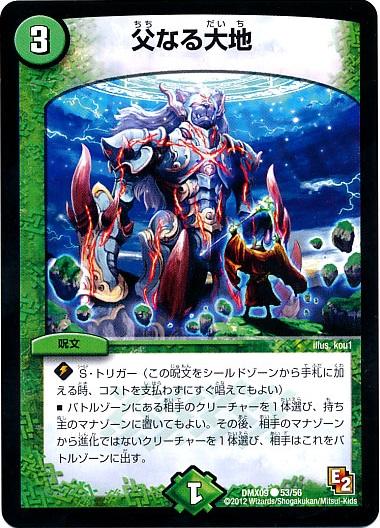 3
ちち だいち
父なる大地
illus. kou1
呪文
S・トリガー（この呪文をシールドゾーンから手札に加
える時、コストを支払わずにすぐ唱えてもよい）
■ バトルゾーンにある相手のクリーチャーを1体選び、持ち
主のマナゾーンに置いてもよい。その後、相手のマナゾー
ンから進化ではないクリーチャーを1体選び、相手はこれをバ
トルゾーンに出す。
1
DMX09 ● 53/56
©2012 Wizards/Shogakukan/Mitsui-Kids
E2